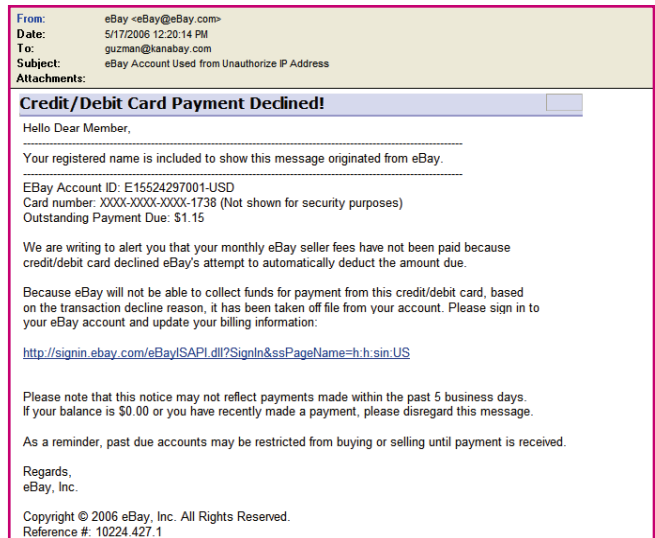 From: eBay <eBay@eBay.com>
Date: 5/17/2006 12:20:14 PM
To: guzman@kanabay.com
Subject: eBay Account Used from Unauthorize IP Address
Attachments:
Credit/Debit Card Payment Declined!
Hello Dear Member,
Your registered name is included to show this message originated from eBay.
EBay Account ID: E15524297001-USD
Card number: XXXX-XXXX-XXXX-1738 (Not shown for security purposes)
Outstanding Payment Due: $1.15
We are writing to alert you that your monthly eBay seller fees have not been paid because
credit/debit card declined eBay's attempt to automatically deduct the amount due.
Because eBay will not be able to collect funds for payment from this credit/debit card, based
on the transaction decline reason, it has been taken off file from your account. Please sign in to
your eBay account and update your billing information:
http://signin.ebay.com/eBayISAPI.dll?SignIn&ssPageName=h:h:sin:US
Please note that this notice may not reflect payments made within the past 5 business days.
If your balance is $0.00 or you have recently made a payment, please disregard this message.
As a reminder, past due accounts may be restricted from buying or selling until payment is received.
Regards,
eBay, Inc.
Copyright © 2006 eBay, Inc. All Rights Reserved.
Reference #: 10224.427.1